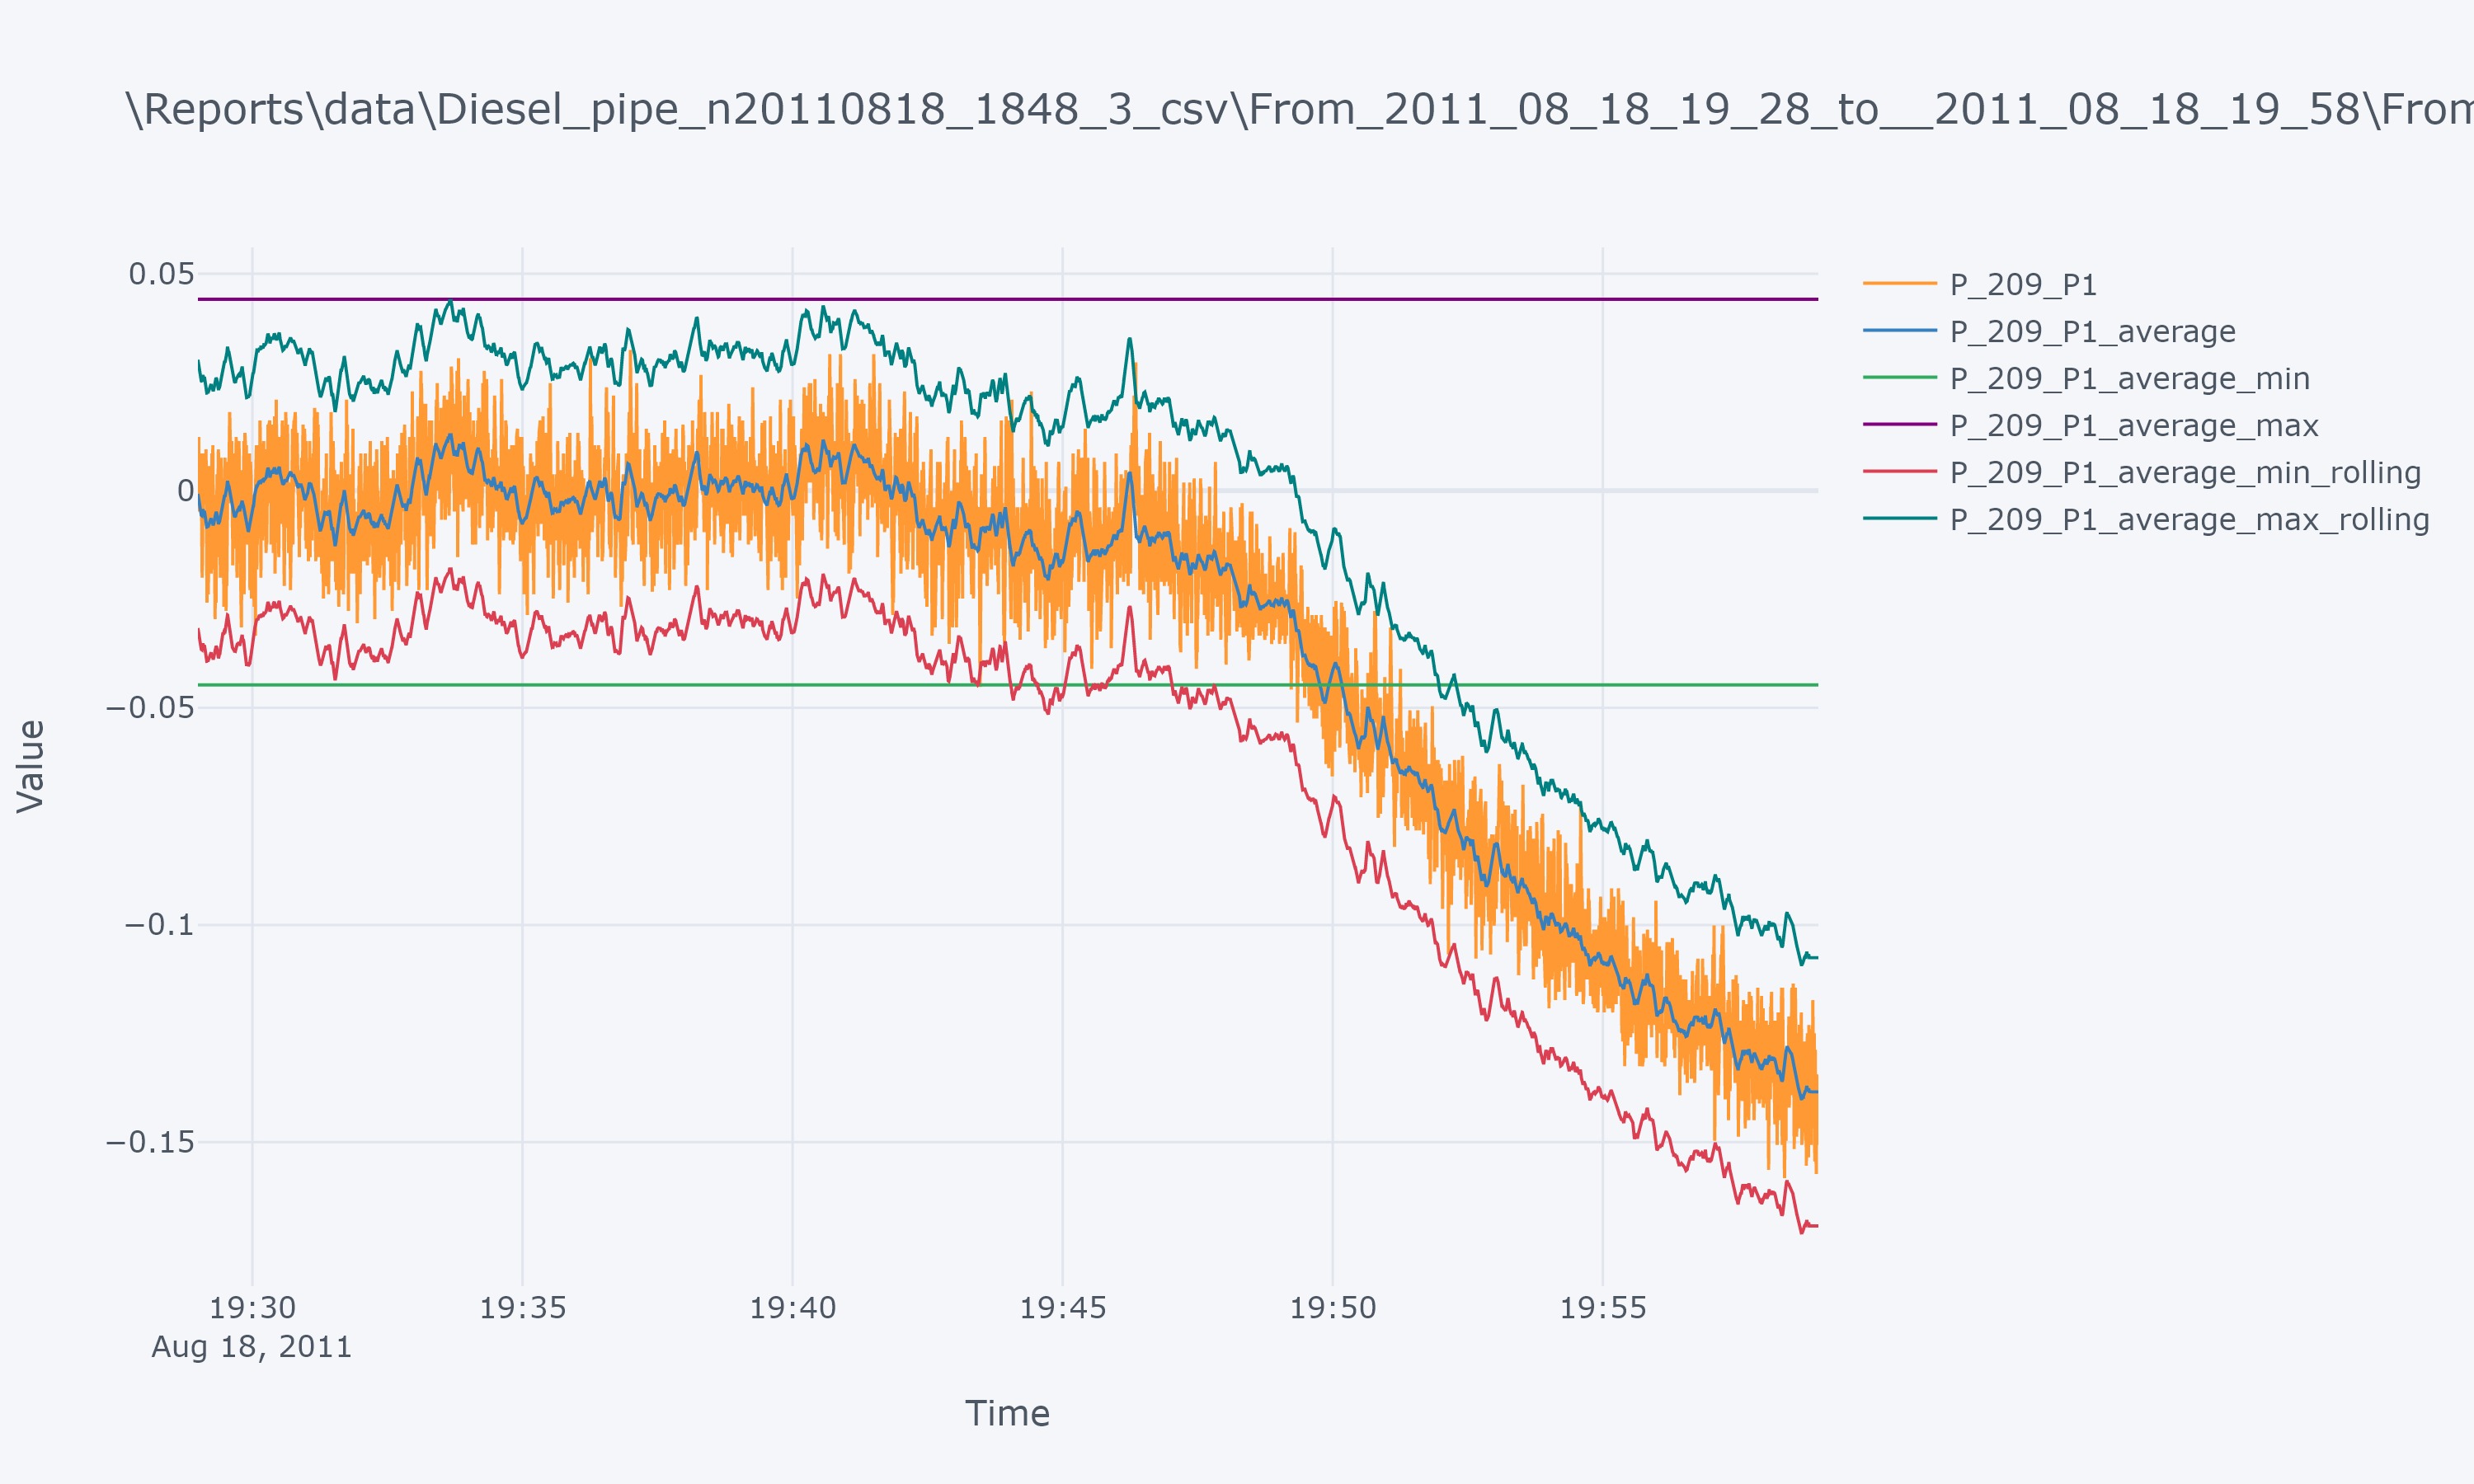 \Reports\data\Diesel_pipe_n20110818_1848_3_csv\From_2011_08_18_19_28_to__2011_08_18_19_58\From
0.05
0
−0.05
−0.1
−0.15
Value
19:30
Aug 18, 2011
19:35
19:40
19:45
19:50
19:55
Time
P_209_P1
P_209_P1_average
P_209_P1_average_min
P_209_P1_average_max
P_209_P1_average_min_rolling
P_209_P1_average_max_rolling